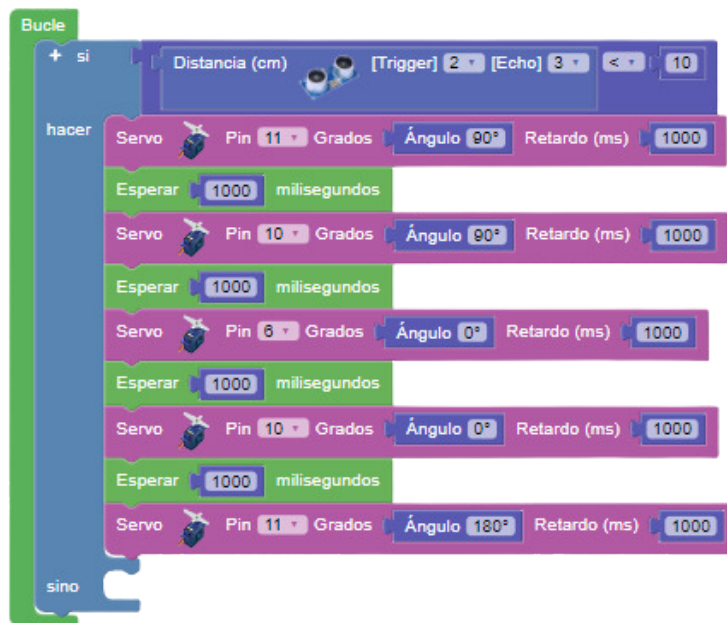 Bucle
+ si Distancia (cm) [Trigger] 2 [Echo] 3 < 10
hacer Servo Pin 11 Grados Ángulo 90° Retardo (ms) 1000
Esperar 1000 milisegundos
Servo Pin 10 Grados Ángulo 90° Retardo (ms) 1000
Esperar 1000 milisegundos
Servo Pin 6 Grados Ángulo 0° Retardo (ms) 1000
Esperar 1000 milisegundos
Servo Pin 10 Grados Ángulo 0° Retardo (ms) 1000
Esperar 1000 milisegundos
Servo Pin 11 Grados Ángulo 180° Retardo (ms) 1000
sino